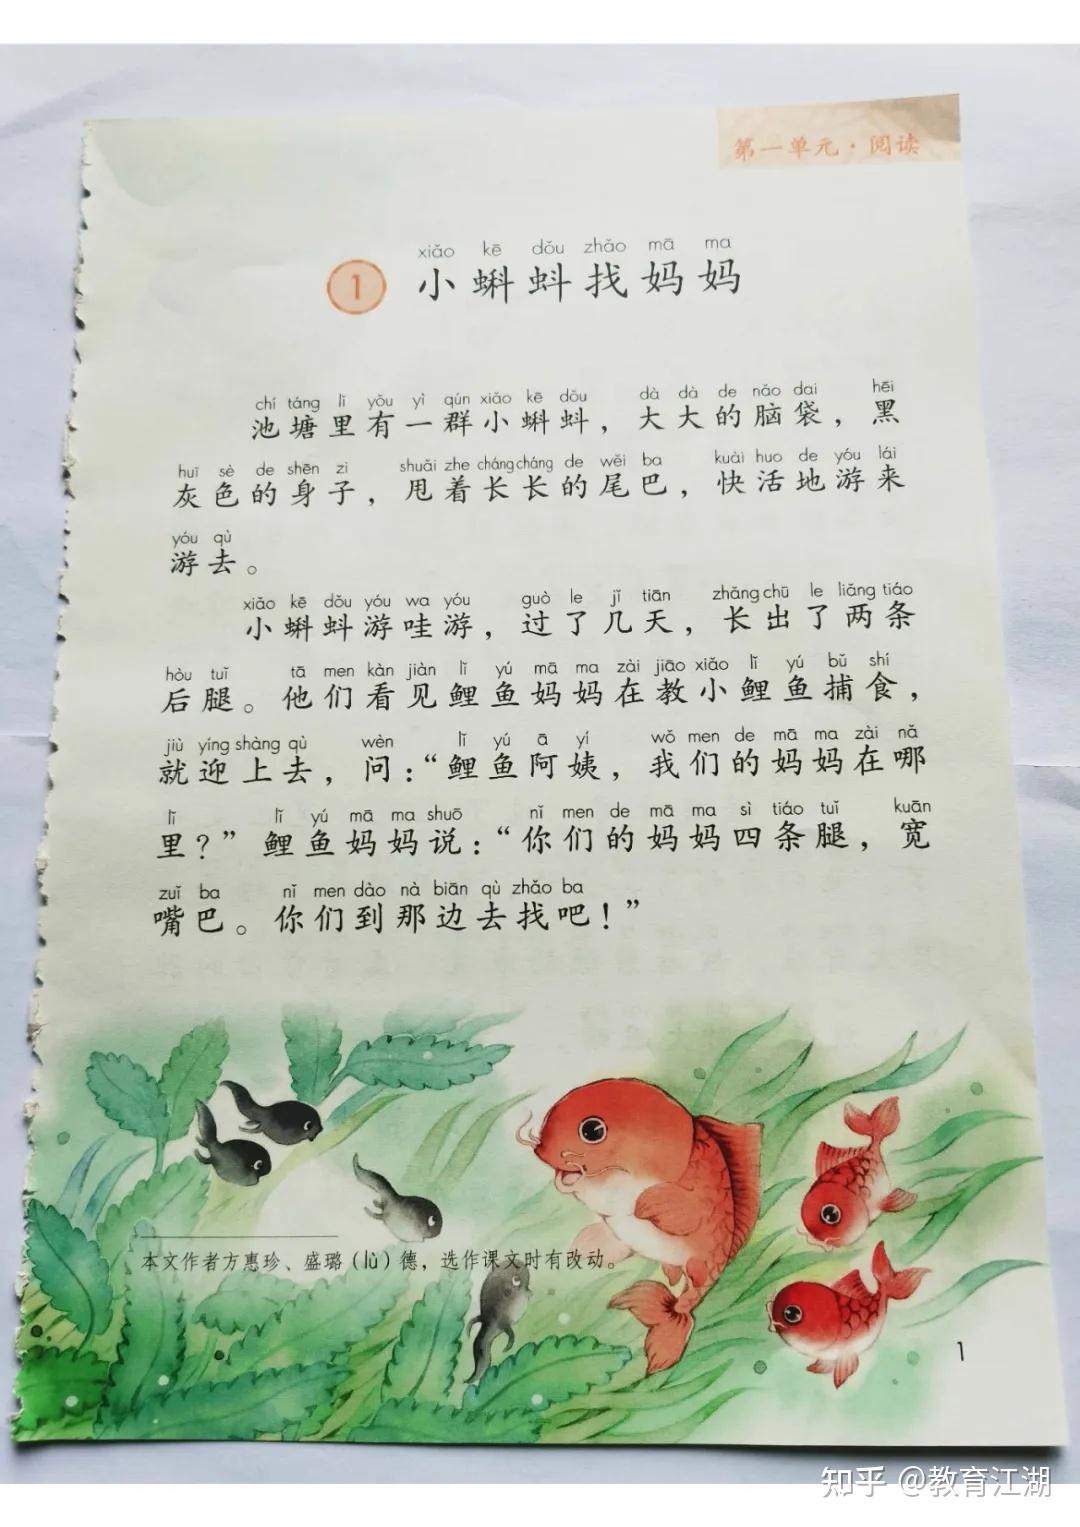 第一单元·阅读
xiǎo kē dǒu zhǎo mā ma
1 小蝌蚪找妈妈
chí táng lǐ yǒu yì qún xiǎo kē dǒu dà dà de nǎo dai hēi
池塘里有一群小蝌蚪，大大的脑袋，黑
huī sè de shēn zi shuǎi zhe cháng cháng de wěi ba kuài huo de yóu lái
灰色的身子，甩着长长的尾巴，快活地游来
yóu qù
游去。
xiǎo kē dǒu yóu wa yóu guò le jǐ tiān zhǎng chū le liǎng tiáo
小蝌蚪游哇游，过了几天，长出了两条
hòu tuǐ tā men kàn jiàn lǐ yú mā ma zài jiāo xiǎo lǐ yú bǔ shí
后腿。他们看见鲤鱼妈妈在教小鲤鱼捕食，
jiù yíng shàng qù wèn lǐ yú ā yí wǒ men de mā ma zài nǎ
就迎上去，问：“鲤鱼阿姨，我们的妈妈在哪
lǐ lǐ yú mā ma shuō nǐ men de mā ma sì tiáo tuǐ kuān
里？” 鲤鱼妈妈说：“你们的妈妈四条腿，宽
zuǐ ba nǐ men dào nà biān qù zhǎo ba
嘴巴。你们到那边去找吧！”
本文作者方惠珍、盛璐（lù）德，选作课文时有改动。
1
知乎 @教育江湖